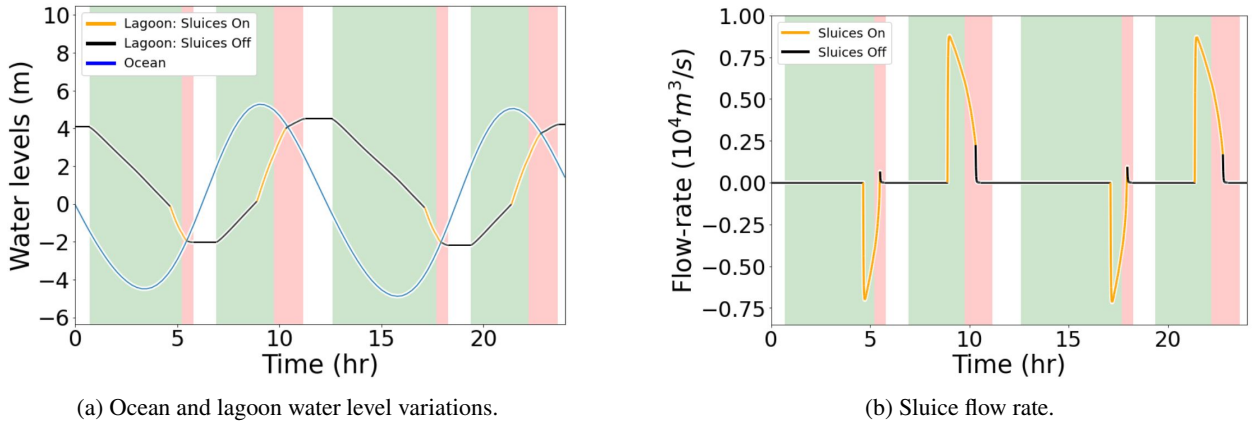 10
8
6
4
2
0
−2
−4
−6
Water levels (m)
Lagoon: Sluices On
Lagoon: Sluices Off
Ocean
0 5 10 15 20
Time (hr)
(a) Ocean and lagoon water level variations.
1.00
0.75
0.50
0.25
0.00
−0.25
−0.50
−0.75
Flow-rate (10⁴m³/s)
Sluices On
Sluices Off
0 5 10 15 20
Time (hr)
(b) Sluice flow rate.